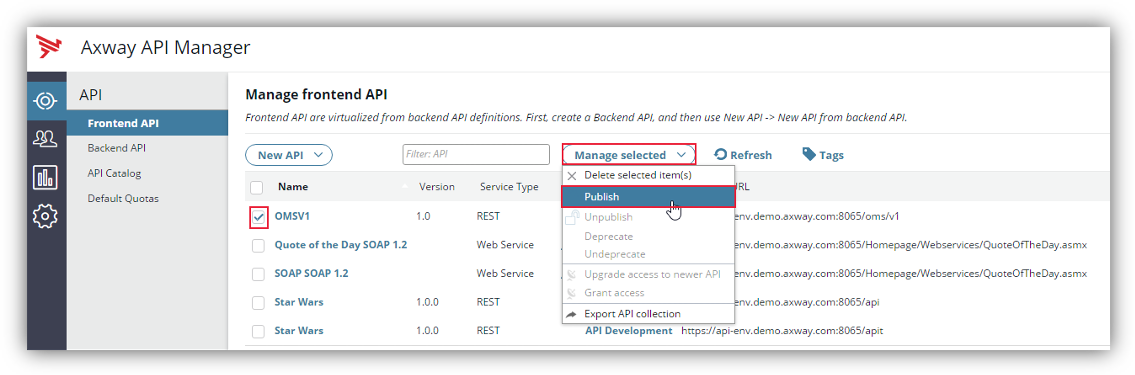 Axway API Manager
API
Frontend API
Backend API
API Catalog
Default Quotas
Manage frontend API
Frontend API are virtualized from backend API definitions. First, create a Backend API, and then use New API -> New API from backend API.
New API
Filter: API
Manage selected
Refresh
Tags
Delete selected item(s)
Publish
Unpublish
Deprecate
Undeprecate
Upgrade access to newer API
Grant access
Export API collection
Name Version Service Type URL
OMSV1 1.0 REST -env.demo.axway.com:8065/oms/v1
Quote of the Day SOAP 1.2 Web Service -env.demo.axway.com:8065/Homepage/Webservices/QuoteOfTheDay.asmx
SOAP SOAP 1.2 Web Service -env.demo.axway.com:8065/Homepage/Webservices/QuoteOfTheDay.asmx
Star Wars 1.0.0 REST -env.demo.axway.com:8065/api
Star Wars 1.0.0 REST API Development https://api-env.demo.axway.com:8065/apit